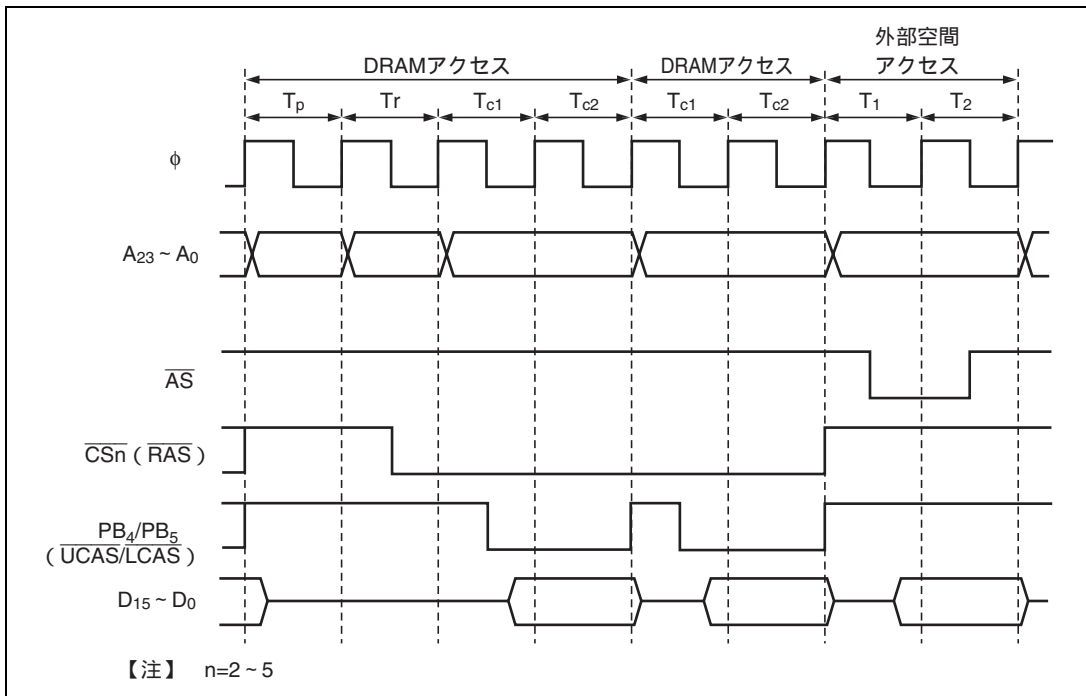 外部空間
DRAMアクセス DRAMアクセス アクセス
Tp Tr Tc1 Tc2 Tc1 Tc2 T1 T2
φ
A23 ~ A0
AS
CSn ( RAS )
PB4/PB5
( UCAS/LCAS )
D15 ~ D0
【注】 n=2 ~ 5